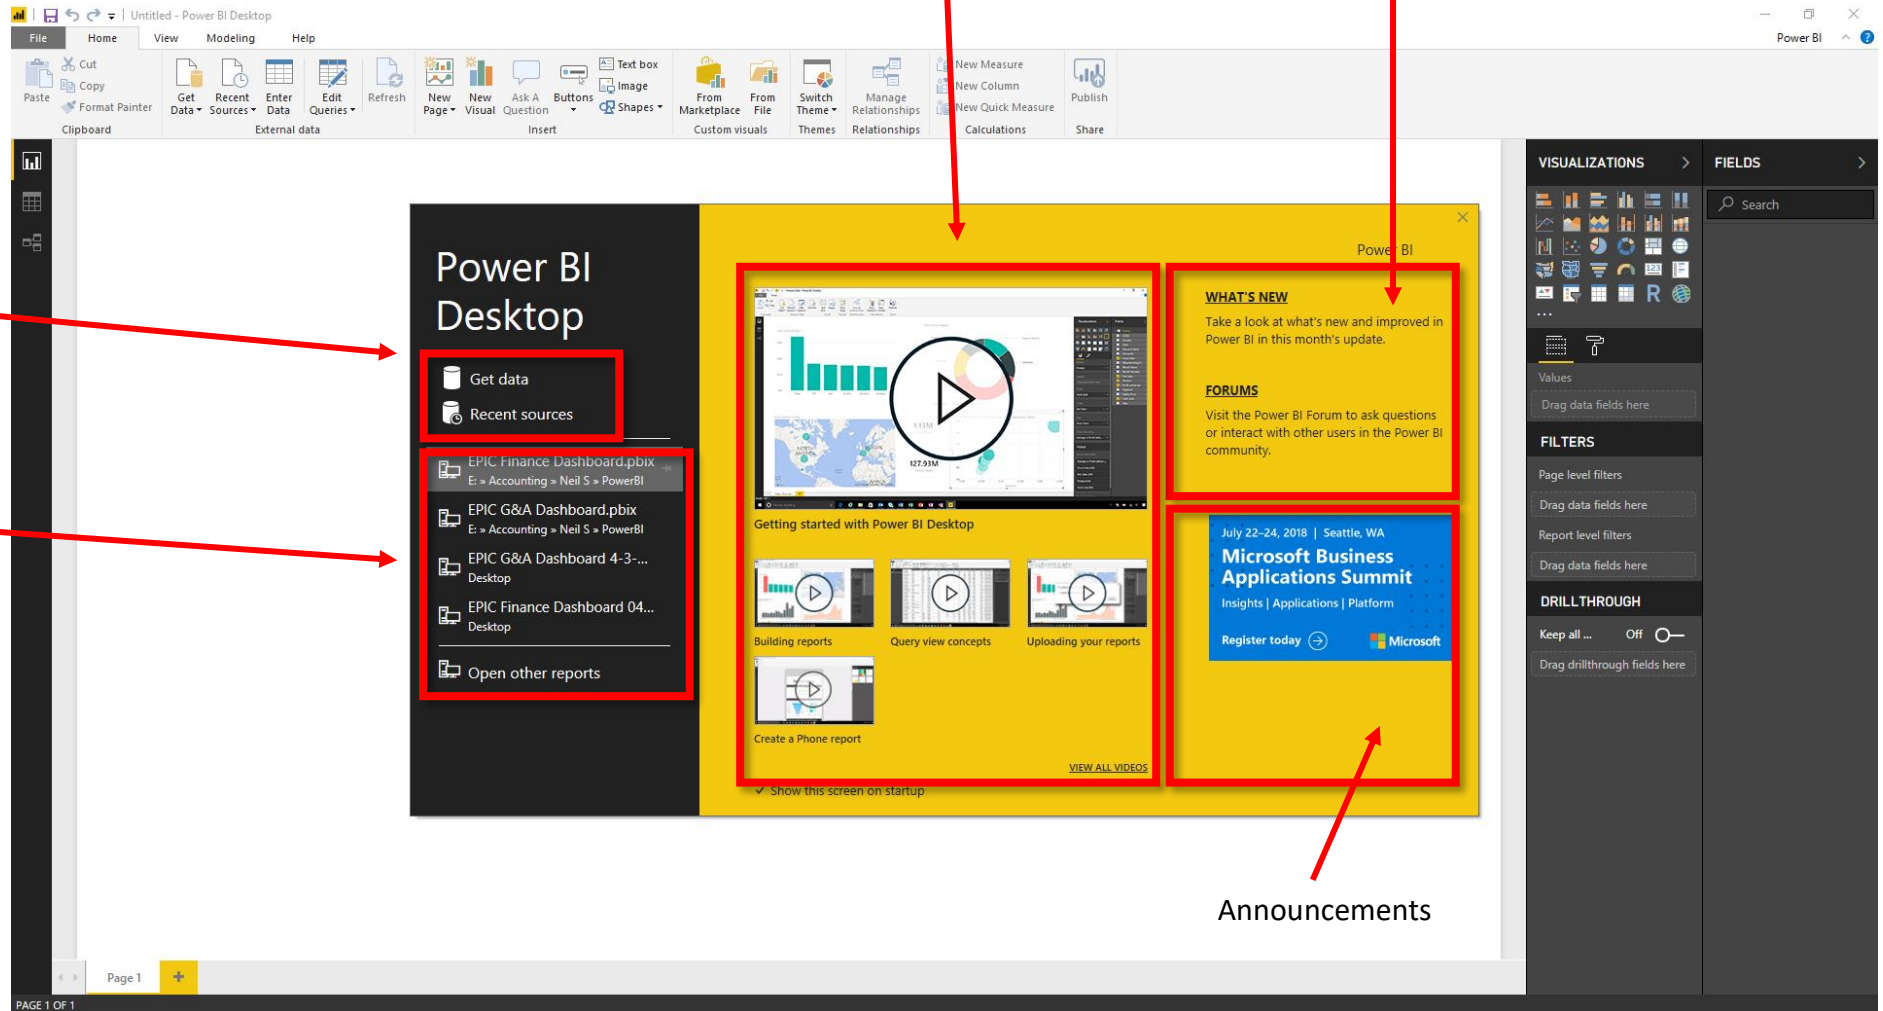 Untitled - Power BI Desktop
File Home View Modeling Help Power BI
Paste
Cut
Copy
Format Painter
Clipboard
Get Data
Recent Sources
Enter Data
Edit Queries
External data
Refresh
New Page
New Visual
Ask A Question
Buttons
Text box
Image
Shapes
Insert
From Marketplace
From File
Custom visuals
Switch Theme
Themes
Manage Relationships
Relationships
New Measure
New Column
New Quick Measure
Calculations
Publish
Share
Power BI
Desktop
Get data
Recent sources
EPIC Finance Dashboard.pbix
E: » Accounting » Neil S » PowerBI
EPIC G&A Dashboard.pbix
E: » Accounting » Neil S » PowerBI
EPIC G&A Dashboard 4-3-...
Desktop
EPIC Finance Dashboard 04...
Desktop
Open other reports
127.93M
Getting started with Power BI Desktop
Building reports
Query view concepts
Uploading your reports
Create a Phone report
VIEW ALL VIDEOS
Show this screen on startup
Power BI
WHAT'S NEW
Take a look at what's new and improved in
Power BI in this month's update.
FORUMS
Visit the Power BI Forum to ask questions
or interact with other users in the Power BI
community.
July 22–24, 2018 | Seattle, WA
Microsoft Business
Applications Summit
Insights | Applications | Platform
Register today
Microsoft
Announcements
VISUALIZATIONS
123
R
...
Values
Drag data fields here
FILTERS
Page level filters
Drag data fields here
Report level filters
Drag data fields here
DRILLTHROUGH
Keep all ... Off
Drag drillthrough fields here
FIELDS
Search
Page 1
PAGE 1 OF 1